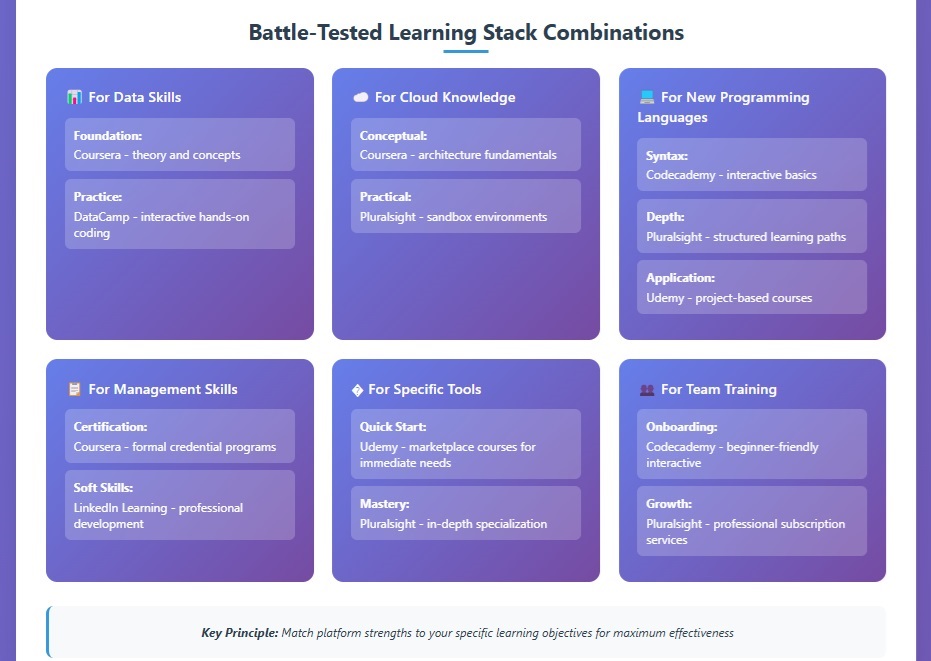 Battle-Tested Learning Stack Combinations
For Data Skills
Foundation:
Coursera - theory and concepts
Practice:
DataCamp - interactive hands-on
coding
For Cloud Knowledge
Conceptual:
Coursera - architecture fundamentals
Practical:
Pluralsight - sandbox environments
For New Programming
Languages
Syntax:
Codecademy - interactive basics
Depth:
Pluralsight - structured learning paths
Application:
Udemy - project-based courses
For Management Skills
Certification:
Coursera - formal credential programs
Soft Skills:
LinkedIn Learning - professional
development
� For Specific Tools
Quick Start:
Udemy - marketplace courses for
immediate needs
Mastery:
Pluralsight - in-depth specialization
For Team Training
Onboarding:
Codecademy - beginner-friendly
interactive
Growth:
Pluralsight - professional subscription
services
Key Principle: Match platform strengths to your specific learning objectives for maximum effectiveness